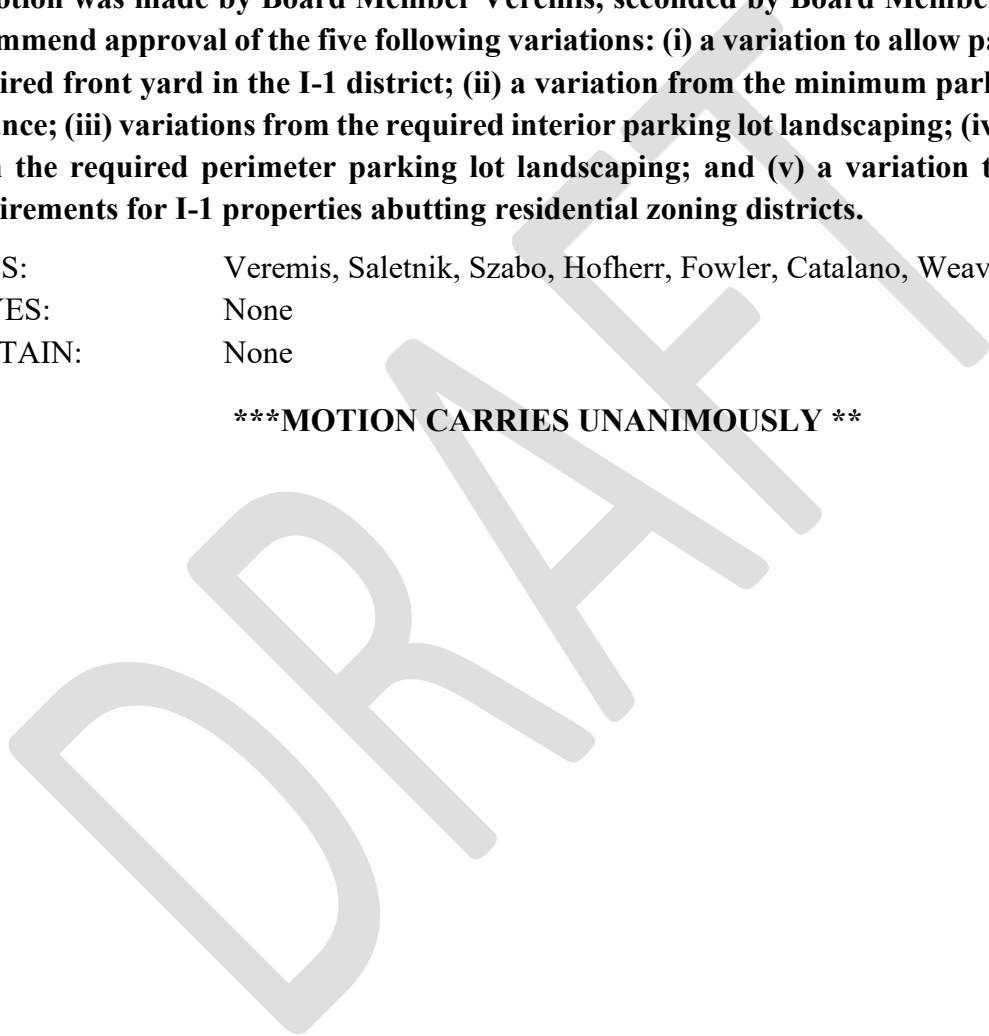 otion was made by Board Member Veremis, seconded by Board Member
mmend approval of the five following variations: (i) a variation to allow pa
ired front yard in the I-1 district; (ii) a variation from the minimum park
ance; (iii) variations from the required interior parking lot landscaping; (iv
the required perimeter parking lot landscaping; and (v) a variation t
irements for I-1 properties abutting residential zoning districts.
S: Veremis, Saletnik, Szabo, Hofherr, Fowler, Catalano, Weav
YES: None
TAIN: None
***MOTION CARRIES UNANIMOUSLY **
DRAFT